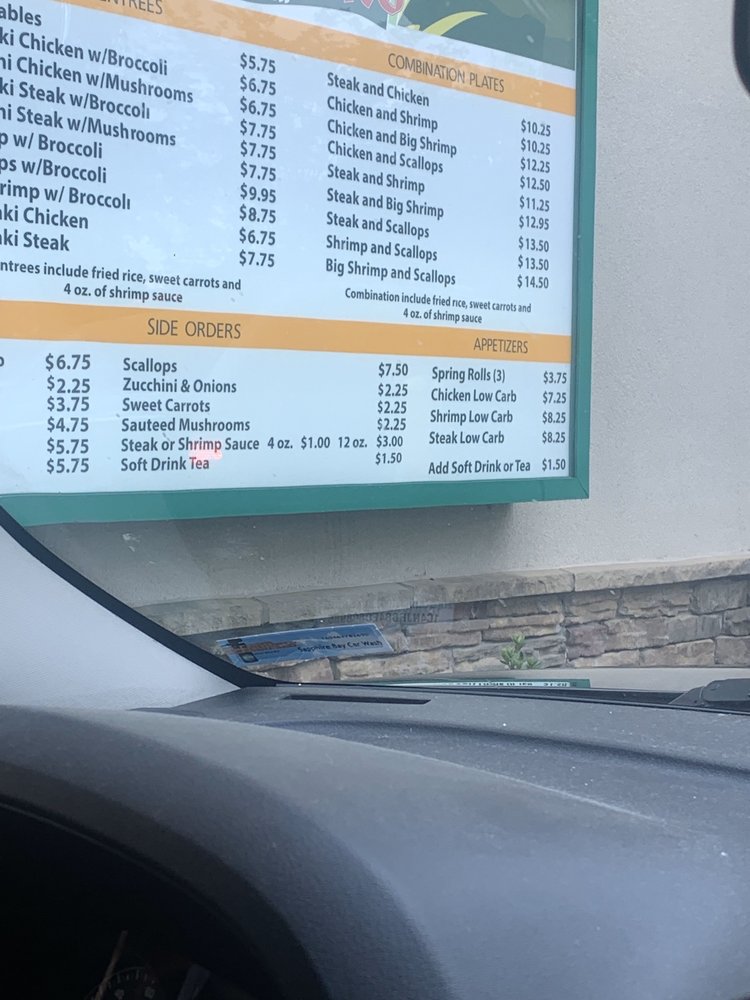 ENTREES
ables
ki Chicken w/Broccoli $5.75
hi Chicken w/Mushrooms $6.75
ki Steak w/Broccoli $6.75
hi Steak w/Mushrooms $7.75
p w/ Broccoli $7.75
ps w/Broccoli $7.75
rimp w/ Broccoli $9.95
aki Chicken $8.75
aki Steak $6.75
$7.75
ntrees include fried rice, sweet carrots and
4 oz. of shrimp sauce
COMBINATION PLATES
Steak and Chicken $10.25
Chicken and Shrimp $10.25
Chicken and Big Shrimp $12.25
Chicken and Scallops $12.50
Steak and Shrimp $11.25
Steak and Big Shrimp $12.95
Steak and Scallops $13.50
Shrimp and Scallops $13.50
Big Shrimp and Scallops $14.50
Combination include fried rice, sweet carrots and
4 oz. of shrimp sauce
SIDE ORDERS
$6.75
$2.25
$3.75
$4.75
$5.75
$5.75
Scallops $7.50
Zucchini & Onions $2.25
Sweet Carrots $2.25
Sauteed Mushrooms $2.25
Steak or Shrimp Sauce 4 oz. $1.00 12 oz. $3.00
Soft Drink Tea $1.50
APPETIZERS
Spring Rolls (3) $3.75
Chicken Low Carb $7.25
Shrimp Low Carb $8.25
Steak Low Carb $8.25
Add Soft Drink or Tea $1.50
Sapphire Bay Car Wash